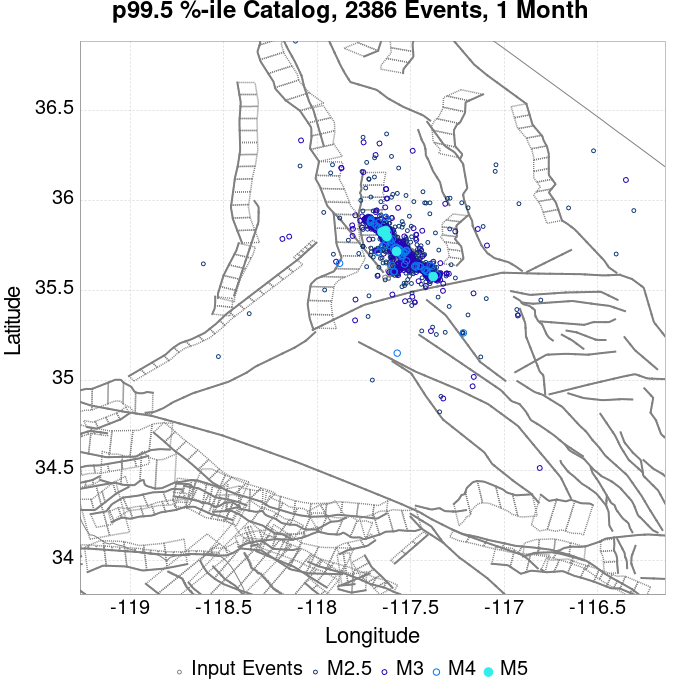 p99.5 %-ile Catalog, 2386 Events, 1 Month
36.5
36
35.5
35
34.5
34
Latitude
-119
-118.5
-118
-117.5
-117
-116.5
Longitude
Input Events
M2.5
M3
M4
M5